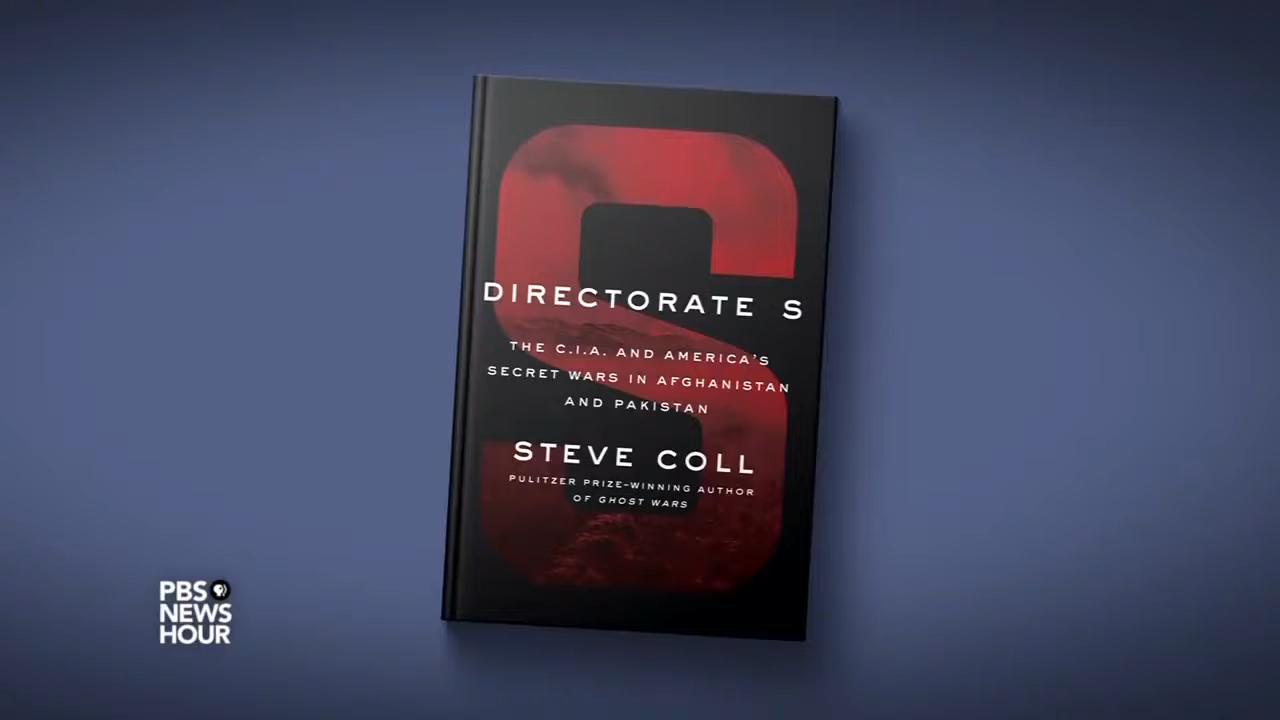 DIRECTORATE S
THE C.I.A. AND AMERICA'S
SECRET WARS IN AFGHANISTAN
AND PAKISTAN
STEVE COLL
PULITZER PRIZE-WINNING AUTHOR
OF GHOST WARS
PBS
NEWS
HOUR